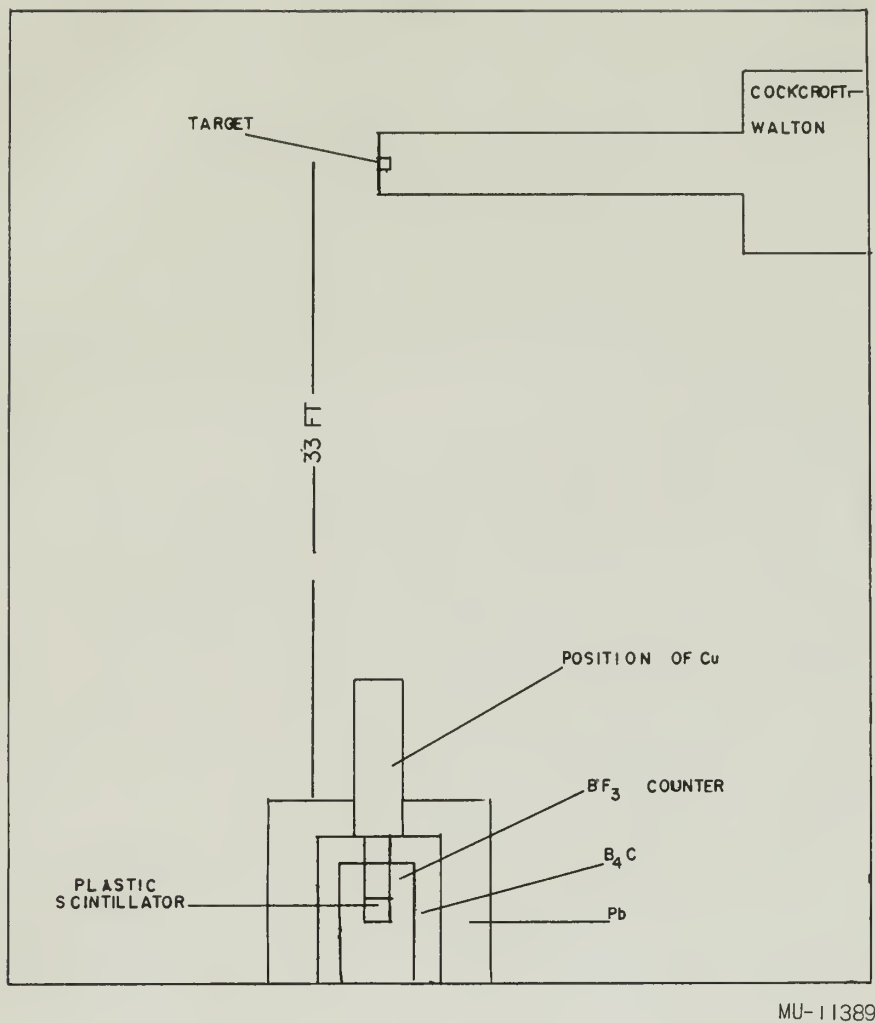 COCKCROFT-
WALTON
TARGET
33 FT
POSITION OF Cu
BF3 COUNTER
B4C
PLASTIC
SCINTILLATOR
Pb
MU-11389